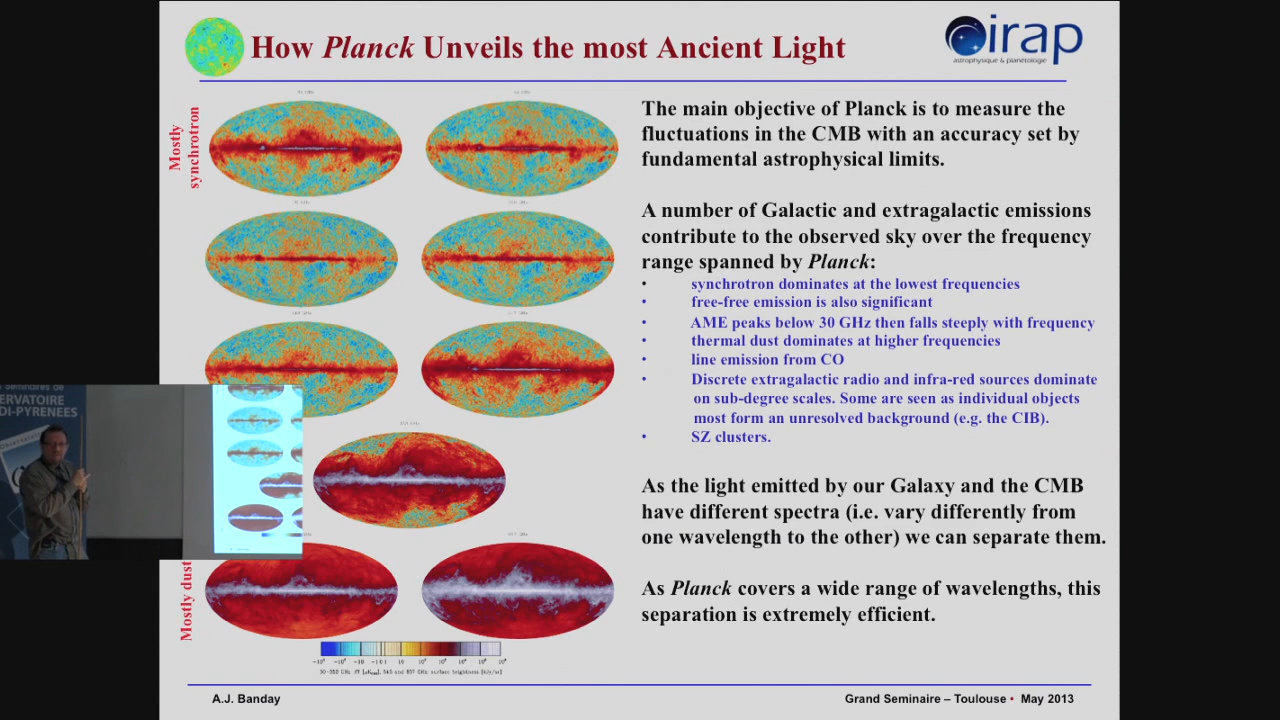 How Planck Unveils the most Ancient Light
irap
astrophysique & planétologie
Mostly
synchrotron
The main objective of Planck is to measure the
fluctuations in the CMB with an accuracy set by
fundamental astrophysical limits.
A number of Galactic and extragalactic emissions
contribute to the observed sky over the frequency
range spanned by Planck:
• synchrotron dominates at the lowest frequencies
• free-free emission is also significant
• AME peaks below 30 GHz then falls steeply with frequency
• thermal dust dominates at higher frequencies
• line emission from CO
• Discrete extragalactic radio and infra-red sources dominate
on sub-degree scales. Some are seen as individual objects
most form an unresolved background (e.g. the CIB).
• SZ clusters.
As the light emitted by our Galaxy and the CMB
have different spectra (i.e. vary differently from
one wavelength to the other) we can separate them.
As Planck covers a wide range of wavelengths, this
separation is extremely efficient.
Mostly dust
SEMINAIRES DE
ERVATOIRE
DI-PYRENEES
A.J. Banday
Grand Seminaire – Toulouse • May 2013